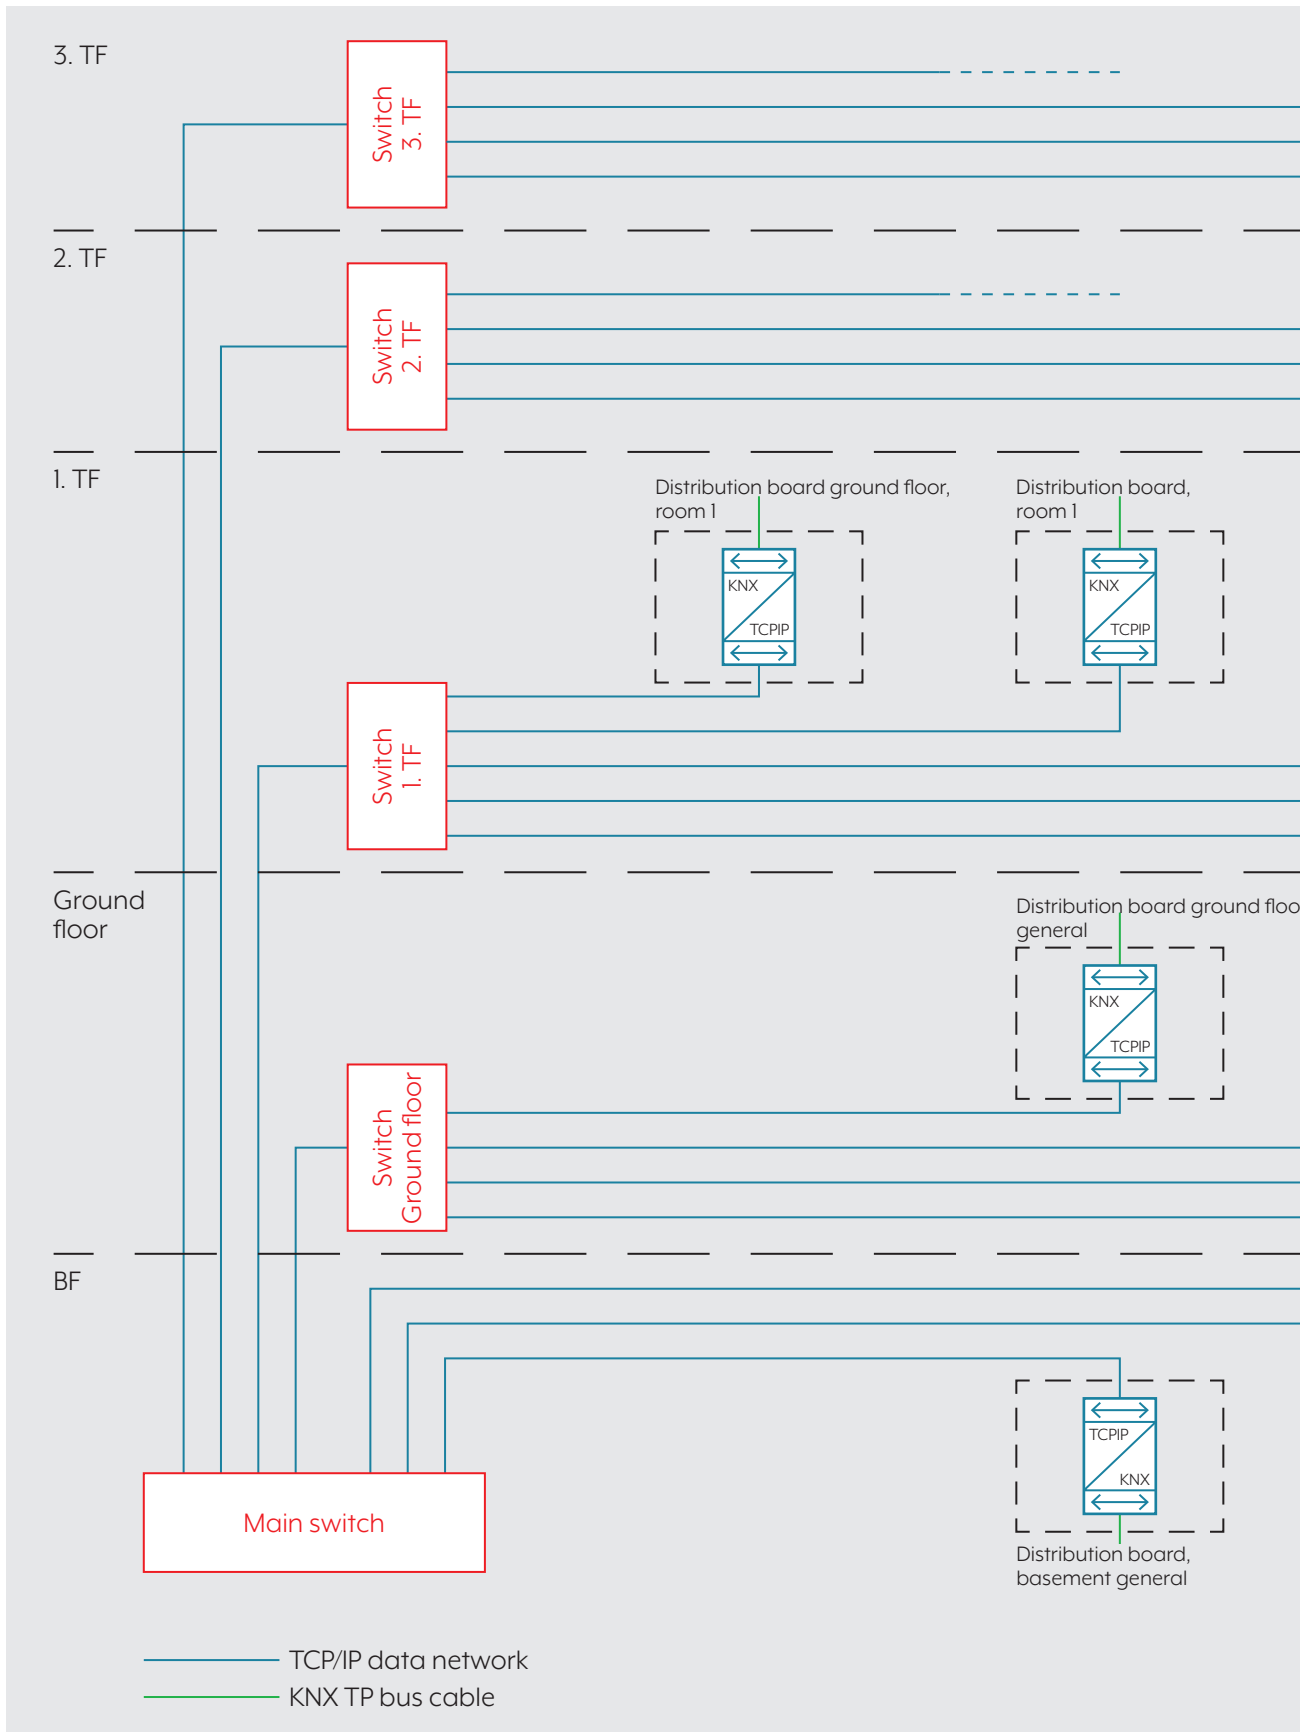 3. TF
Switch
3. TF
2. TF
Switch
2. TF
1. TF
Distribution board ground floor,
room 1
Distribution board,
room 1
KNX
TCPIP
KNX
TCPIP
Switch
1. TF
Ground
floor
Distribution board ground floo
general
KNX
TCPIP
Switch
Ground floor
BF
TCPIP
KNX
Distribution board,
basement general
Main switch
TCP/IP data network
KNX TP bus cable